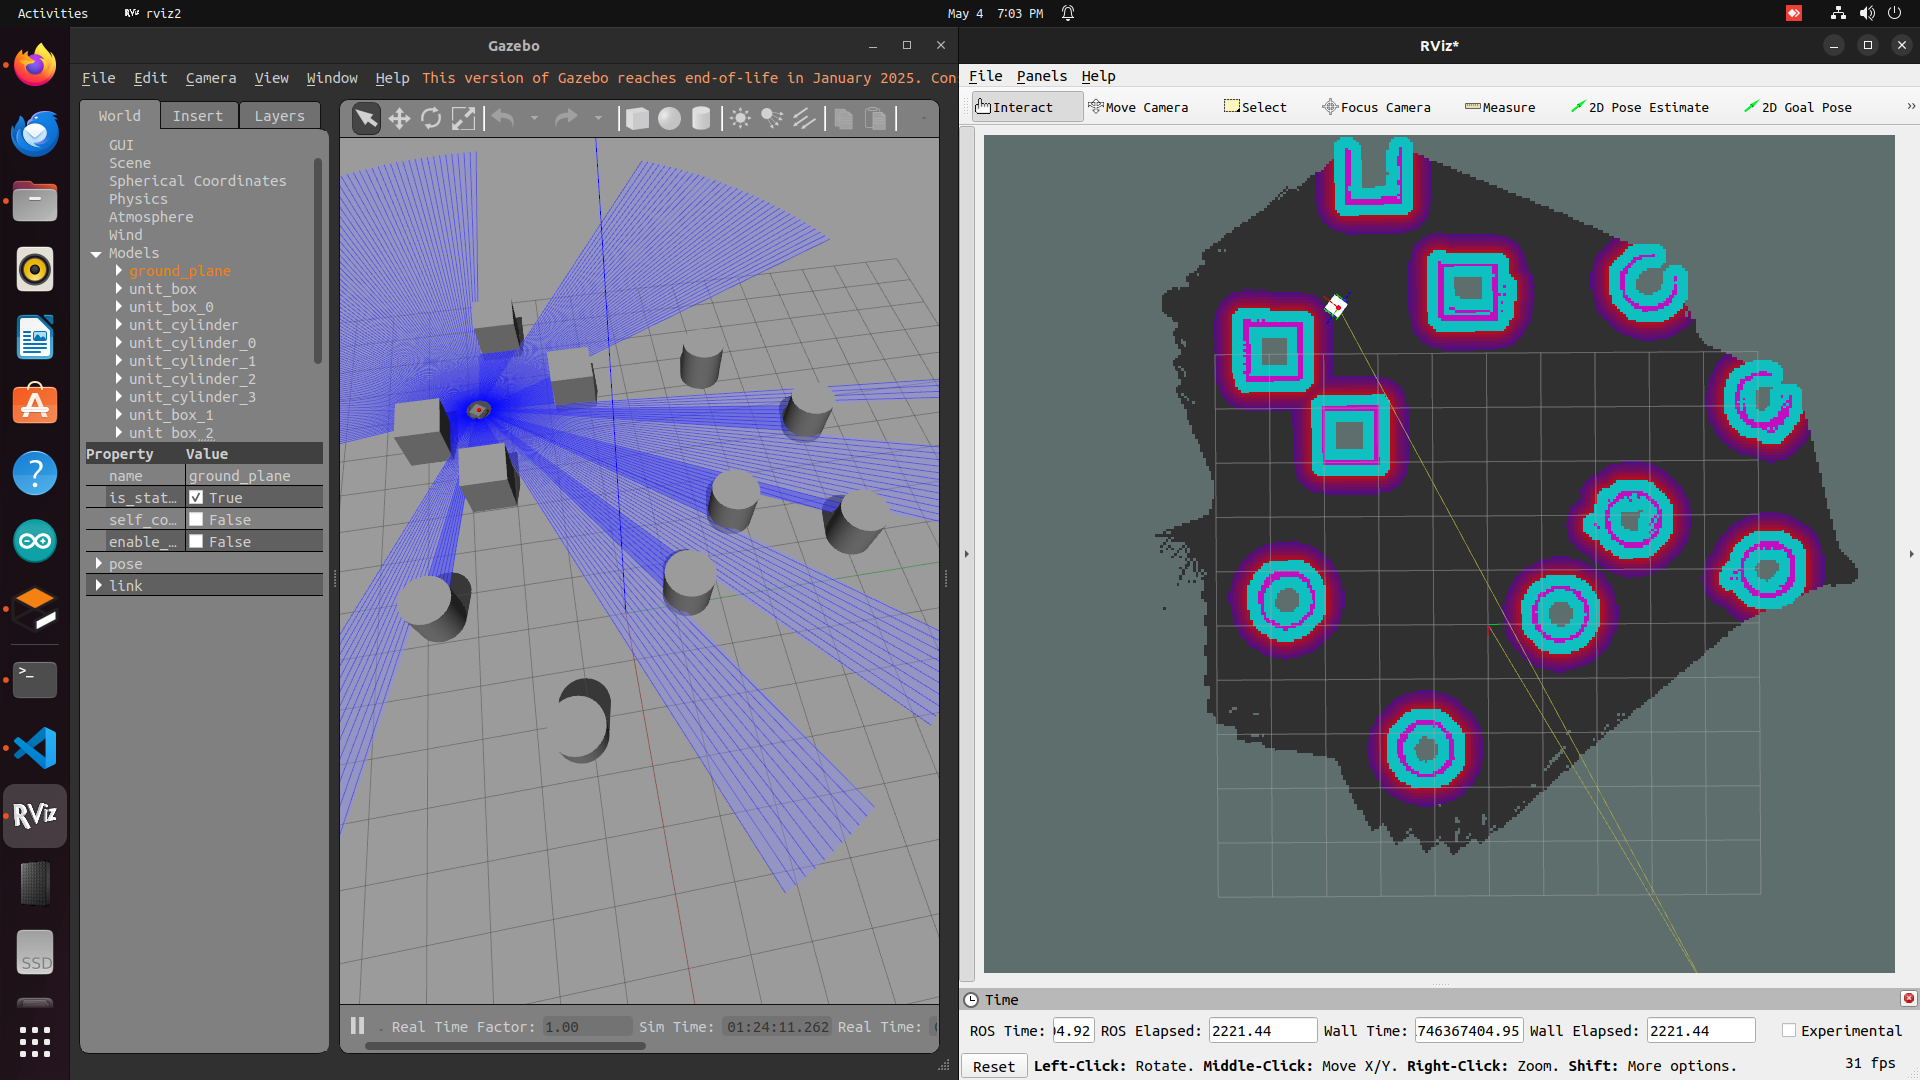 Activities
RViz rviz2
May 4 7:03 PM
Gazebo
File Edit Camera View Window Help This version of Gazebo reaches end-of-life in January 2025. Con
World Insert Layers
GUI
Scene
Spherical Coordinates
Physics
Atmosphere
Wind
Models
ground_plane
unit_box
unit_box_0
unit_cylinder
unit_cylinder_0
unit_cylinder_1
unit_cylinder_2
unit_cylinder_3
unit_box_1
unit_box_2
Property Value
name ground_plane
is_stat... True
self_co... False
enable_... False
pose
link
Real Time Factor: 1.00 Sim Time: 01:24:11.262 Real Time:
RViz
SSD
RViz*
File Panels Help
Interact Move Camera Select Focus Camera Measure 2D Pose Estimate 2D Goal Pose
Time
ROS Time: 04.92 ROS Elapsed: 2221.44 Wall Time: 746367404.95 Wall Elapsed: 2221.44 Experimental
Reset Left-Click: Rotate. Middle-Click: Move X/Y. Right-Click: Zoom. Shift: More options. 31 fps